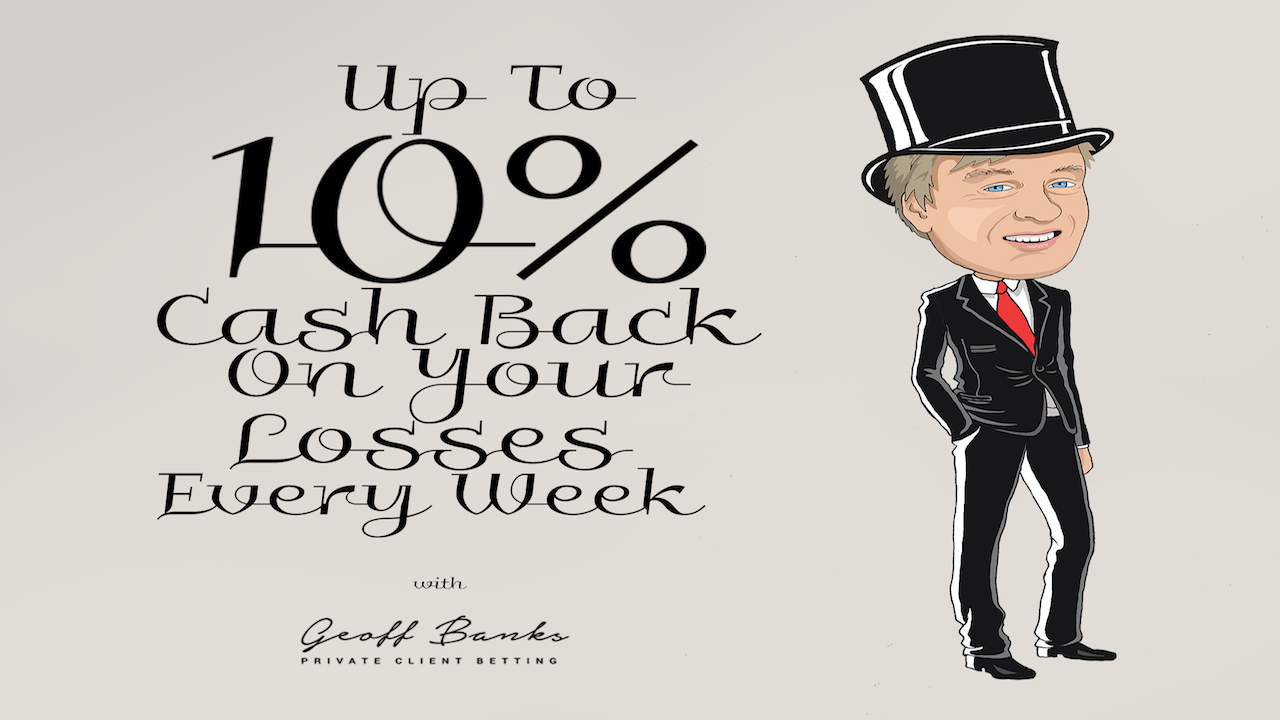 Up To
10%
Cash Back
On Your
Losses
Every Week
with
Geoff Banks
PRIVATE CLIENT BETTING